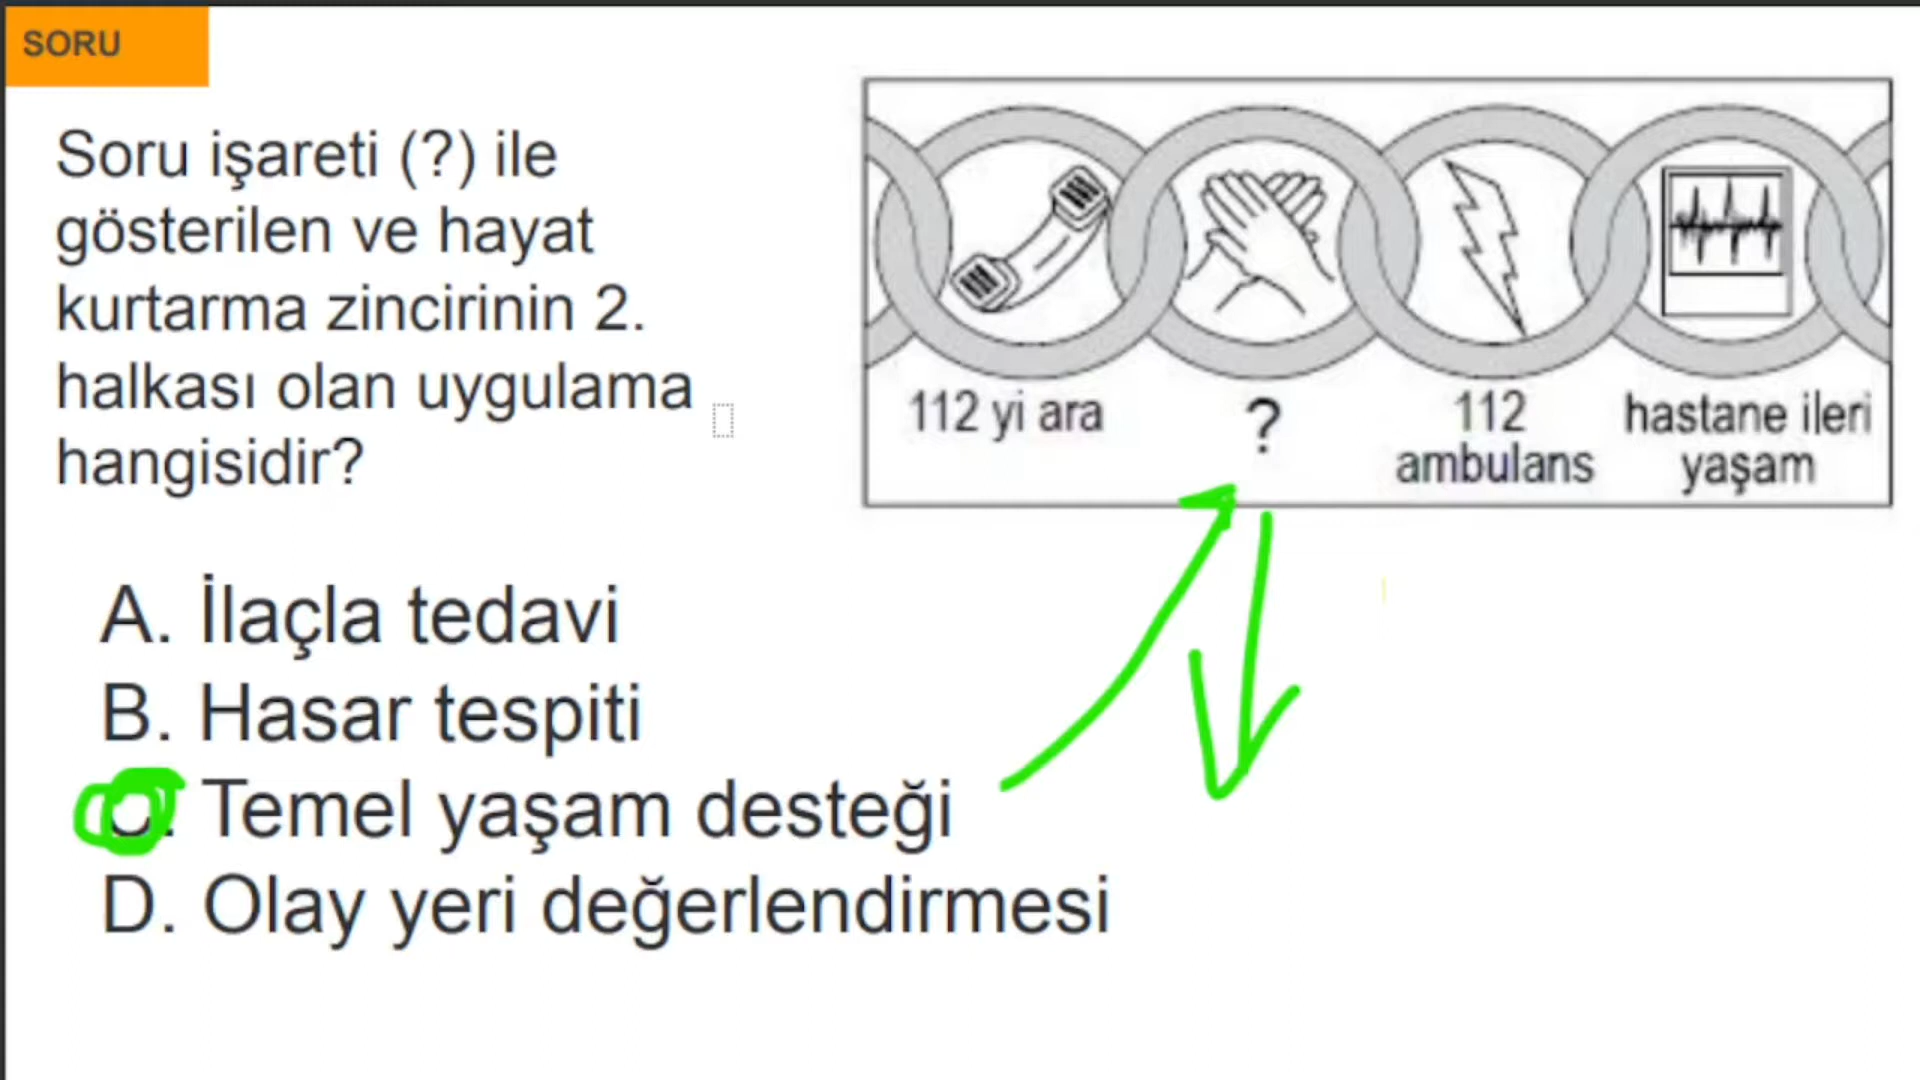 SORU
Soru işareti (?) ile
gösterilen ve hayat
kurtarma zincirinin 2.
halkası olan uygulama
hangisidir?
112 yi ara
?
112
ambulans
hastane ileri
yaşam
A. İlaçla tedavi
B. Hasar tespiti
C. Temel yaşam desteği
D. Olay yeri değerlendirmesi